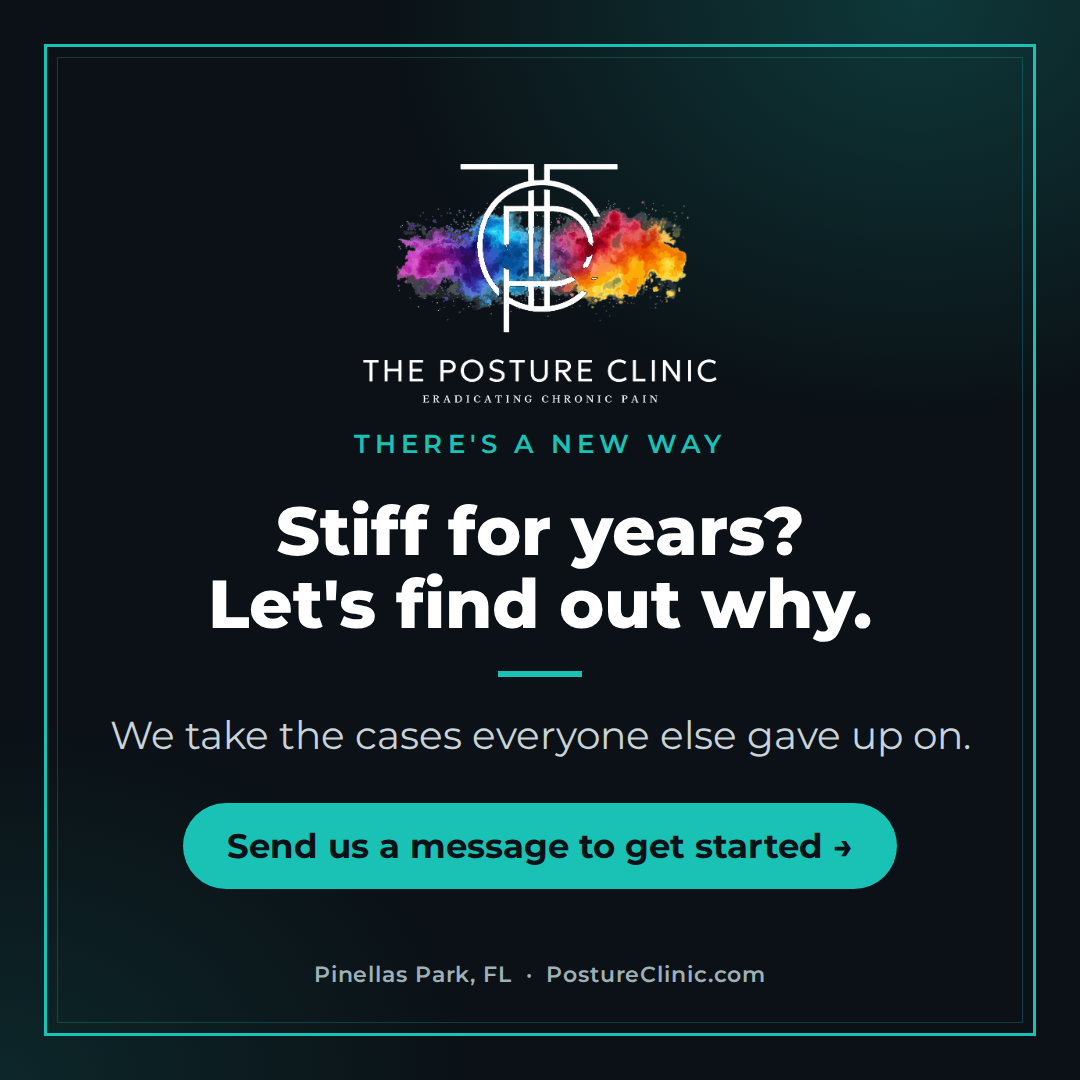 THE POSTURE CLINIC
ERADICATING CHRONIC PAIN
THERE'S A NEW WAY
Stiff for years?
Let's find out why.
We take the cases everyone else gave up on.
Send us a message to get started →
Pinellas Park, FL · PostureClinic.com